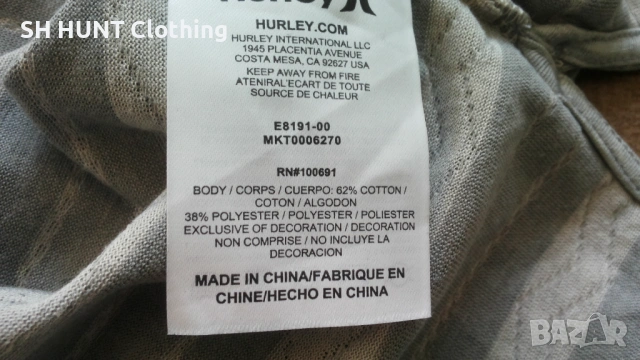 SH HUNT Clothing
Hurley
HURLEY.COM
HURLEY INTERNATIONAL LLC
1945 PLACENTIA AVENUE
COSTA MESA, CA 92627 USA
KEEP AWAY FROM FIRE
ATENIRAL'ECART DE TOUTE
SOURCE DE CHALEUR
E8191-00
MKT0006270
RN#100691
BODY / CORPS / CUERPO: 62% COTTON /
COTON / ALGODON
38% POLYESTER / POLYESTER / POLIESTER
EXCLUSIVE OF DECORATION / DECORATION
NON COMPRISE / NO INCLUYE LA
DECORACION
MADE IN CHINA/FABRIQUE EN
CHINE/HECHO EN CHINA
BAZAR